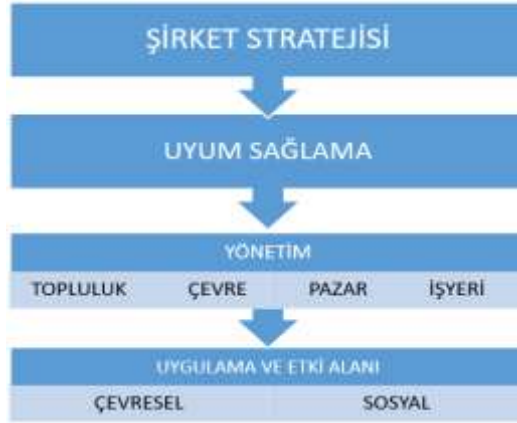 ŞİRKET STRATEJİSİ
UYUM SAĞLAMA
YÖNETİM
TOPLULUK ÇEVRE PAZAR İŞYERİ
UYGULAMA VE ETKİ ALANI
ÇEVRESEL SOSYAL